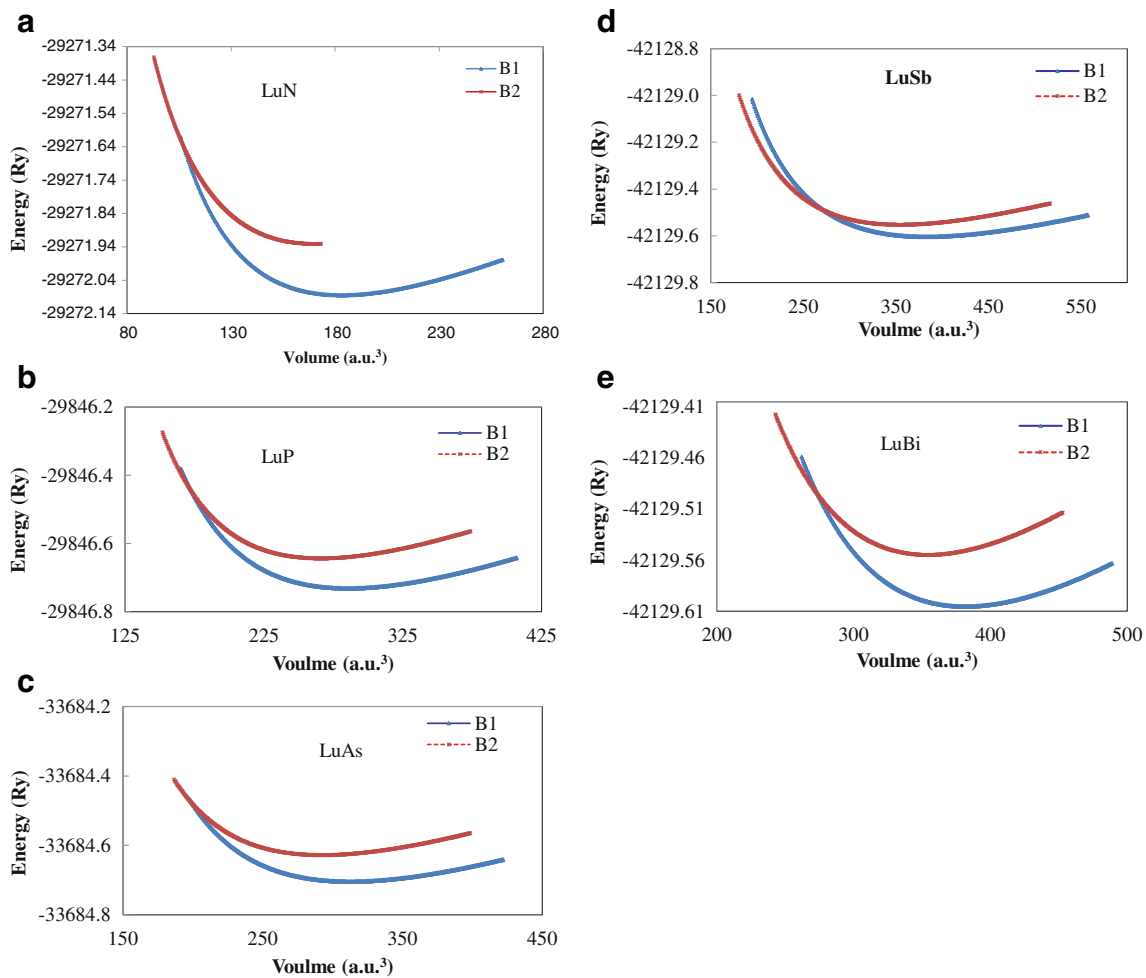 a
-29271.34
-29271.44
-29271.54
-29271.64
-29271.74
-29271.84
-29271.94
-29272.04
-29272.14
Energy (Ry)
LuN
B1
B2
80 130 180 230 280
Volume (a.u.³)
b
-29846.2
-29846.4
-29846.6
-29846.8
Energy (Ry)
LuP
B1
B2
125 225 325 425
Voulme (a.u.³)
c
-33684.2
-33684.4
-33684.6
-33684.8
Energy (Ry)
LuAs
B1
B2
150 250 350 450
Voulme (a.u.³)
d
-42128.8
-42129.0
-42129.2
-42129.4
-42129.6
-42129.8
Energy (Ry)
LuSb
B1
B2
150 250 350 450 550
Voulme (a.u.³)
e
-42129.41
-42129.46
-42129.51
-42129.56
-42129.61
Energy (Ry)
LuBi
B1
B2
200 300 400 500
Voulme (a.u.³)